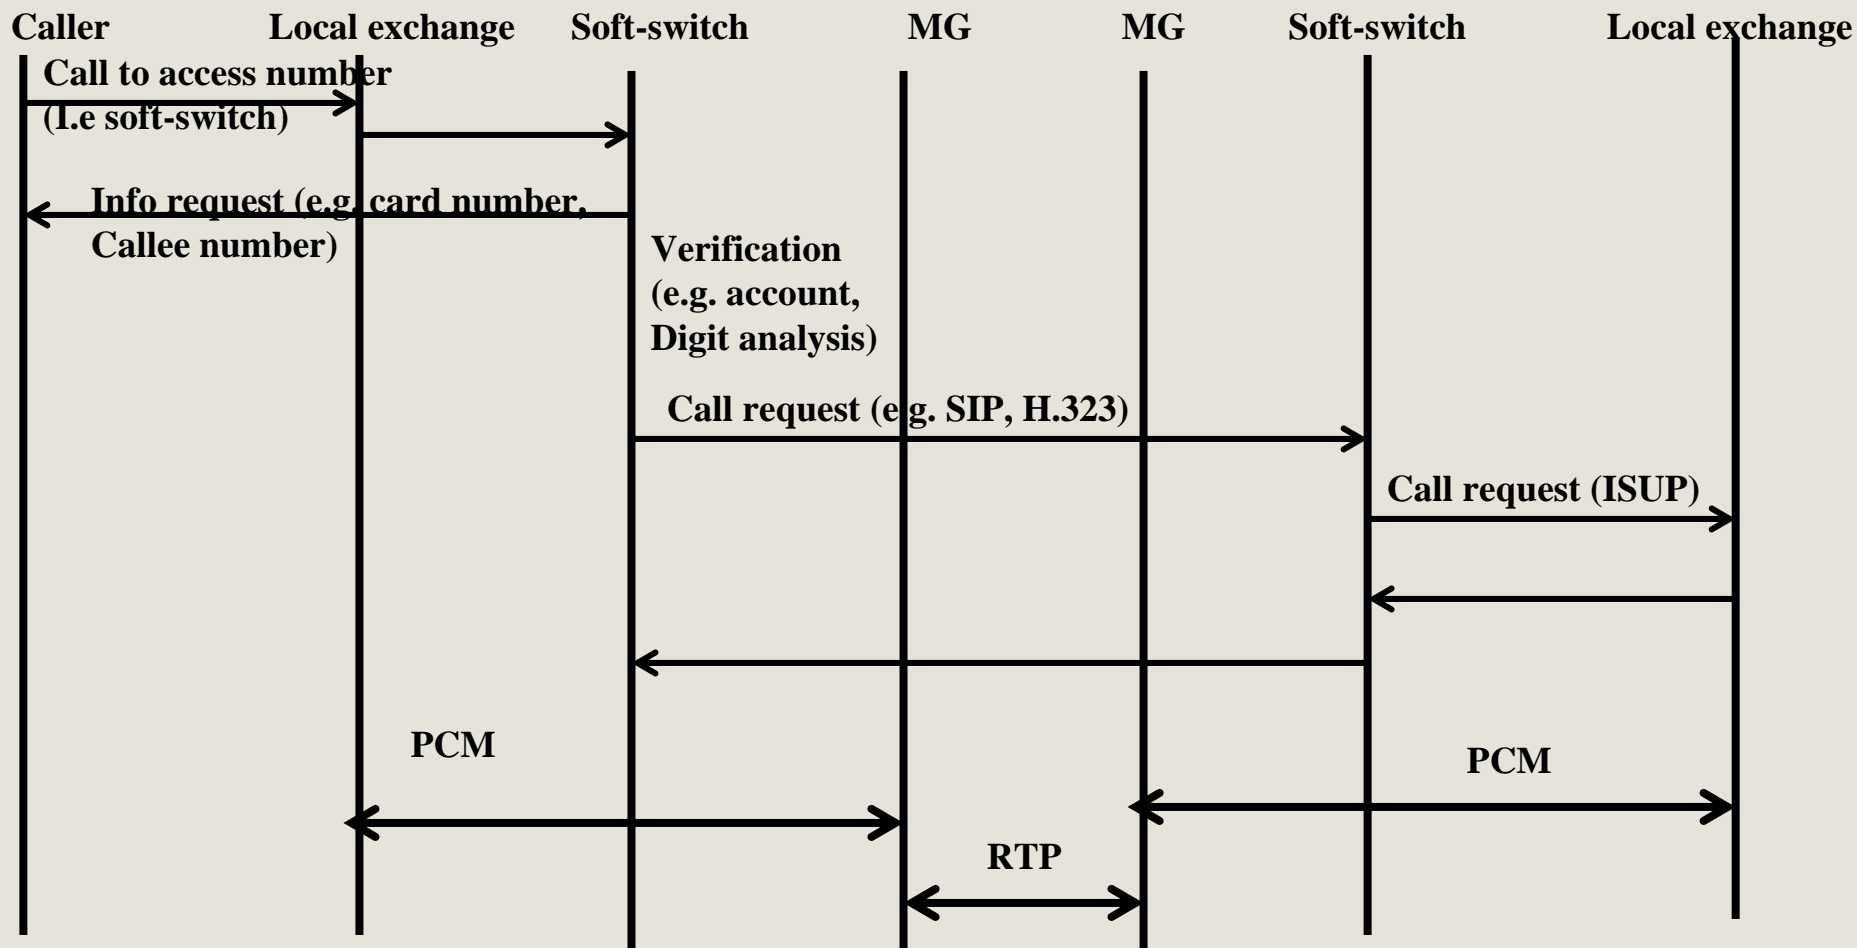 Caller
Local exchange
Soft-switch
MG
MG
Soft-switch
Local exchange
Call to access number
(I.e soft-switch)
Info request (e.g. card number,
Callee number)
Verification
(e.g. account,
Digit analysis)
Call request (e.g. SIP, H.323)
Call request (ISUP)
PCM
PCM
RTP